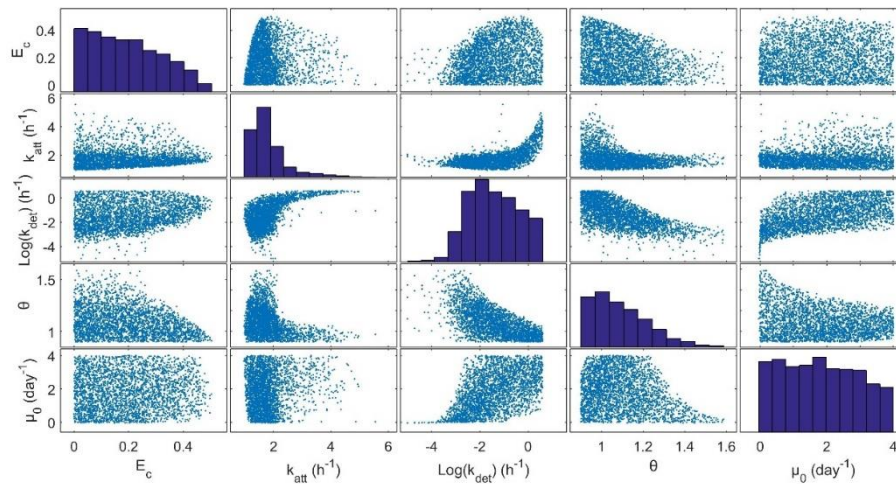 E_c
0.4
0.2
0
k_att (h⁻¹)
6
4
2
Log(k_det) (h⁻¹)
0
-2
-4
θ
1.5
1
μ₀ (day⁻¹)
4
2
0
0 0.2 0.4
2 4 6
-4 -2 0
1 1.2 1.4 1.6
0 2 4
E_c
k_att (h⁻¹)
Log(k_det) (h⁻¹)
θ
μ₀ (day⁻¹)